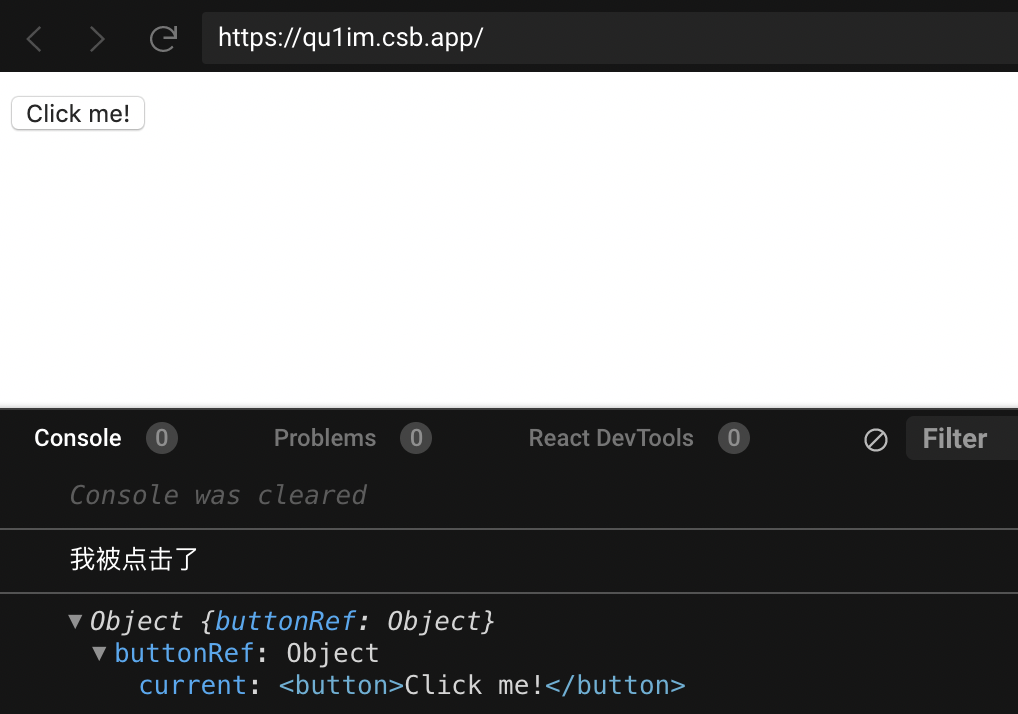 https://qu1im.csb.app/
Click me!
Console 0 Problems 0 React DevTools 0 Filter
Console was cleared
我被点击了
▼Object {buttonRef: Object}
▼buttonRef: Object
current: <button>Click me!</button>